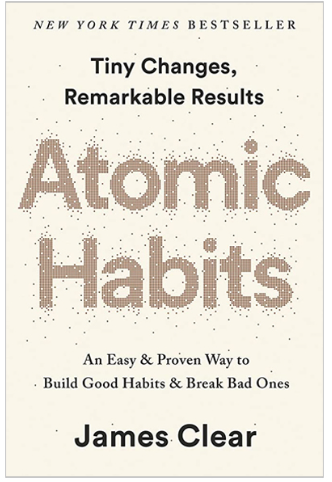 NEW YORK TIMES BESTSELLER
Tiny Changes,
Remarkable Results
Atomic
Habits
An Easy & Proven Way to
Build Good Habits & Break Bad Ones
James Clear